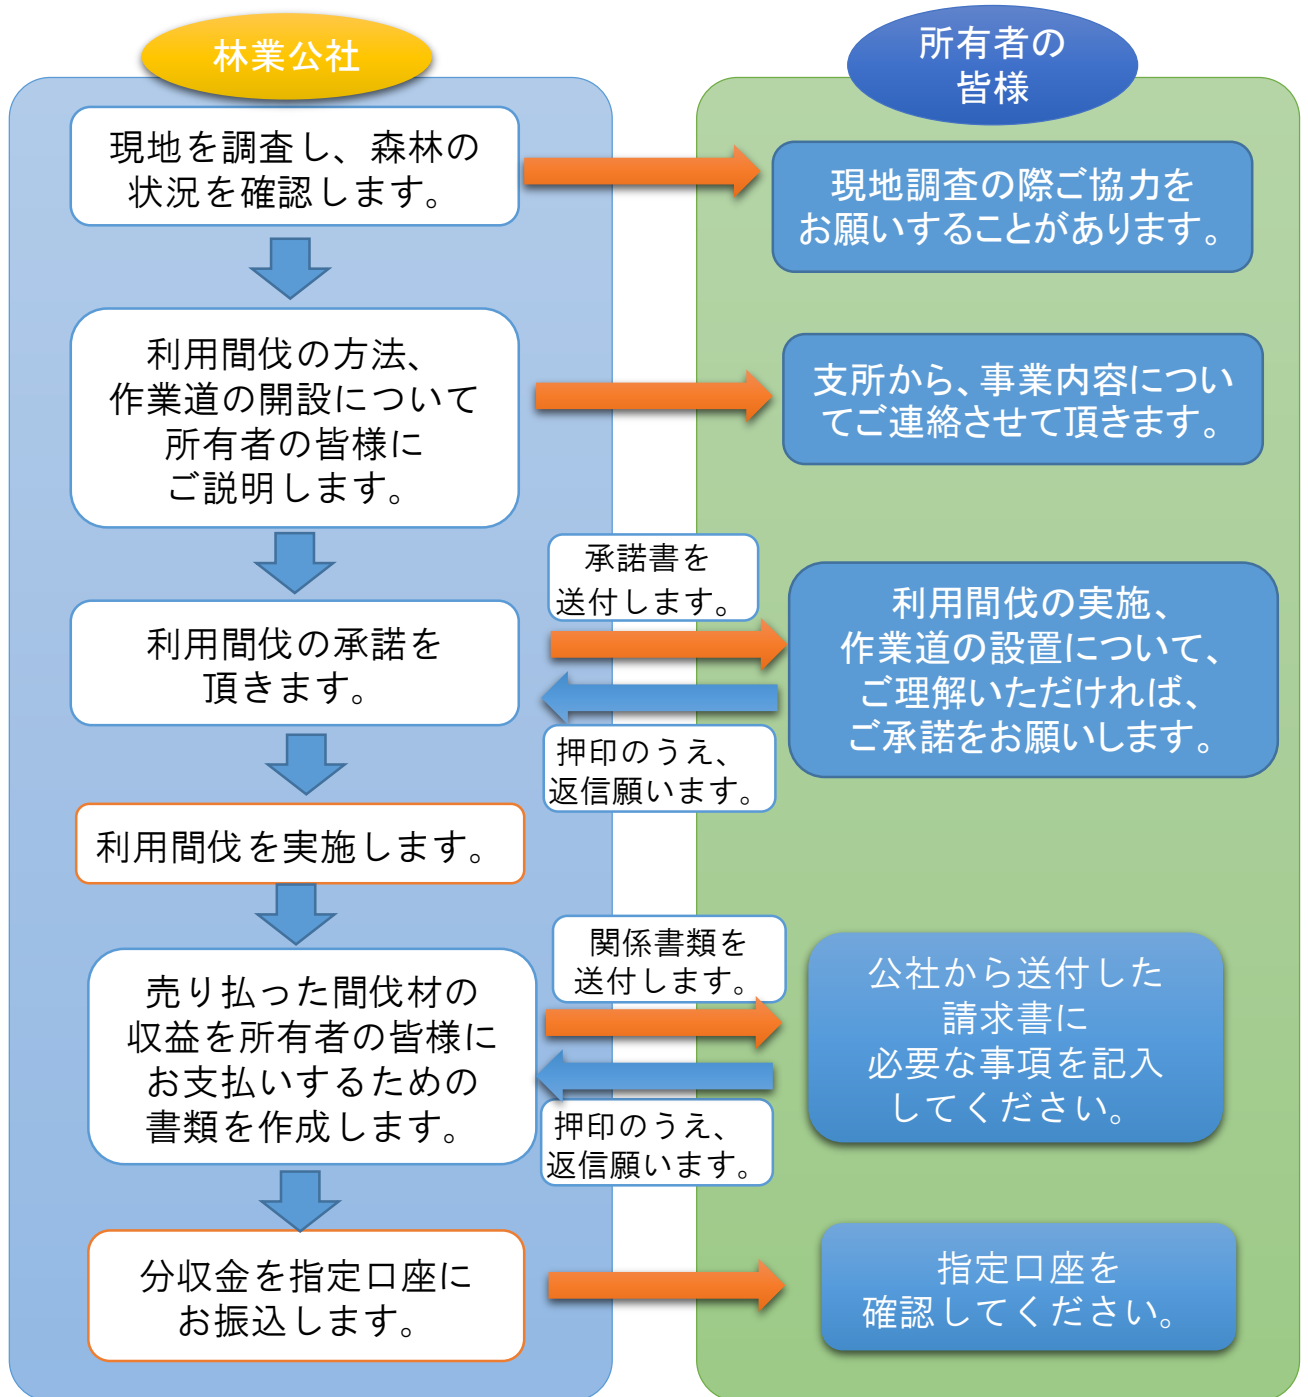 林業公社
所有者の
皆様
現地を調査し、森林の
状況を確認します。
現地調査の際ご協力を
お願いすることがあります。
利用間伐の方法、
作業道の開設について
所有者の皆様に
ご説明します。
支所から、事業内容につい
てご連絡させて頂きます。
利用間伐の承諾を
頂きます。
承諾書を
送付します。
押印のうえ、
返信願います。
利用間伐の実施、
作業道の設置について、
ご理解いただければ、
ご承諾をお願いします。
利用間伐を実施します。
売り払った間伐材の
収益を所有者の皆様に
お支払いするための
書類を作成します。
関係書類を
送付します。
押印のうえ、
返信願います。
公社から送付した
請求書に
必要な事項を記入
してください。
分収金を指定口座に
お振込します。
指定口座を
確認してください。